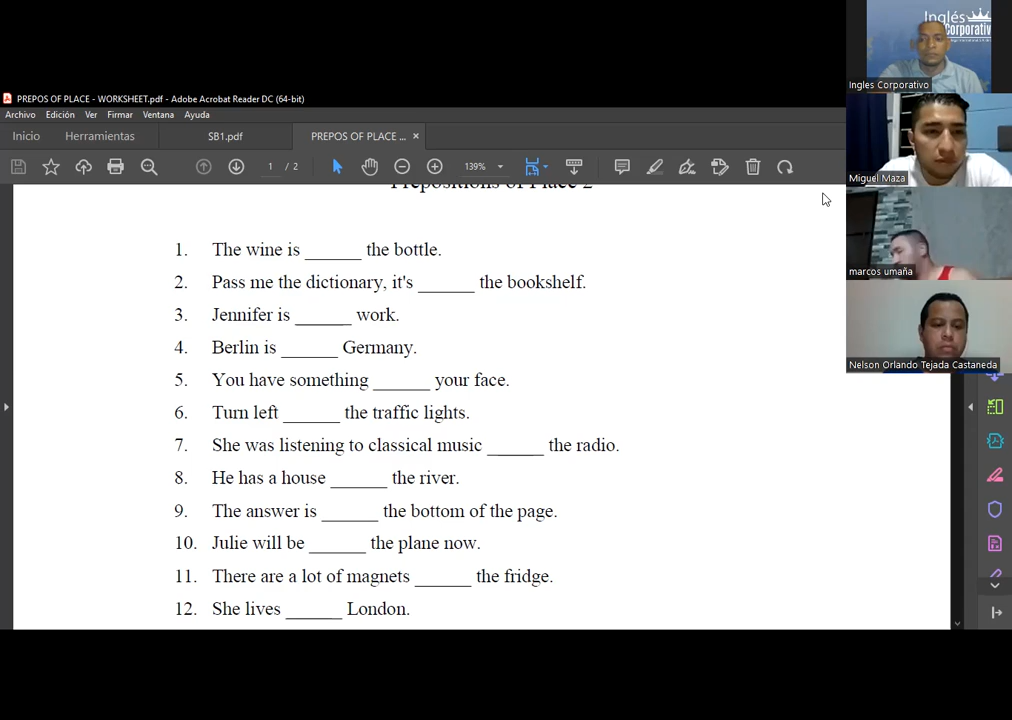 Inglés
Corporativo
Ingles Corporativo
PREPOS OF PLACE - WORKSHEET.pdf - Adobe Acrobat Reader DC (64-bit)
Archivo Edición Ver Firmar Ventana Ayuda
Inicio Herramientas SB1.pdf PREPOS OF PLACE ... ×
1 / 2 139%
Miguel Maza
Prepositions of Place 2
1. The wine is ______ the bottle.
2. Pass me the dictionary, it's ______ the bookshelf.
marcos umaña
3. Jennifer is ______ work.
4. Berlin is ______ Germany.
Nelson Orlando Tejada Castaneda
5. You have something ______ your face.
6. Turn left ______ the traffic lights.
7. She was listening to classical music ______ the radio.
8. He has a house ______ the river.
9. The answer is ______ the bottom of the page.
10. Julie will be ______ the plane now.
11. There are a lot of magnets ______ the fridge.
12. She lives ______ London.